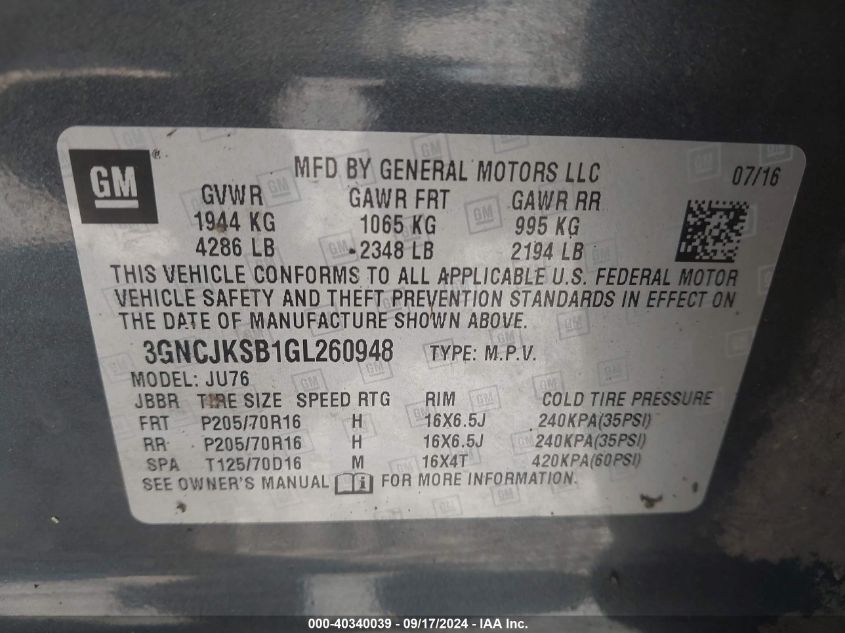 GM ® MFD BY GENERAL MOTORS LLC 07/16
GVWR GAWR FRT GAWR RR
1944 KG 1065 KG 995 KG
4286 LB 2348 LB 2194 LB
THIS VEHICLE CONFORMS TO ALL APPLICABLE U.S. FEDERAL MOTOR
VEHICLE SAFETY AND THEFT PREVENTION STANDARDS IN EFFECT ON
THE DATE OF MANUFACTURE SHOWN ABOVE.
3GNCJKSB1GL260948 TYPE: M.P.V.
MODEL: JU76
JBBR TIRE SIZE SPEED RTG RIM COLD TIRE PRESSURE
FRT P205/70R16 H 16X6.5J 240KPA(35PSI)
RR P205/70R16 H 16X6.5J 240KPA(35PSI)
SPA T125/70D16 M 16X4T 420KPA(60PSI)
SEE OWNER'S MANUAL FOR MORE INFORMATION.
000-40340039 - 09/17/2024 - IAA Inc.